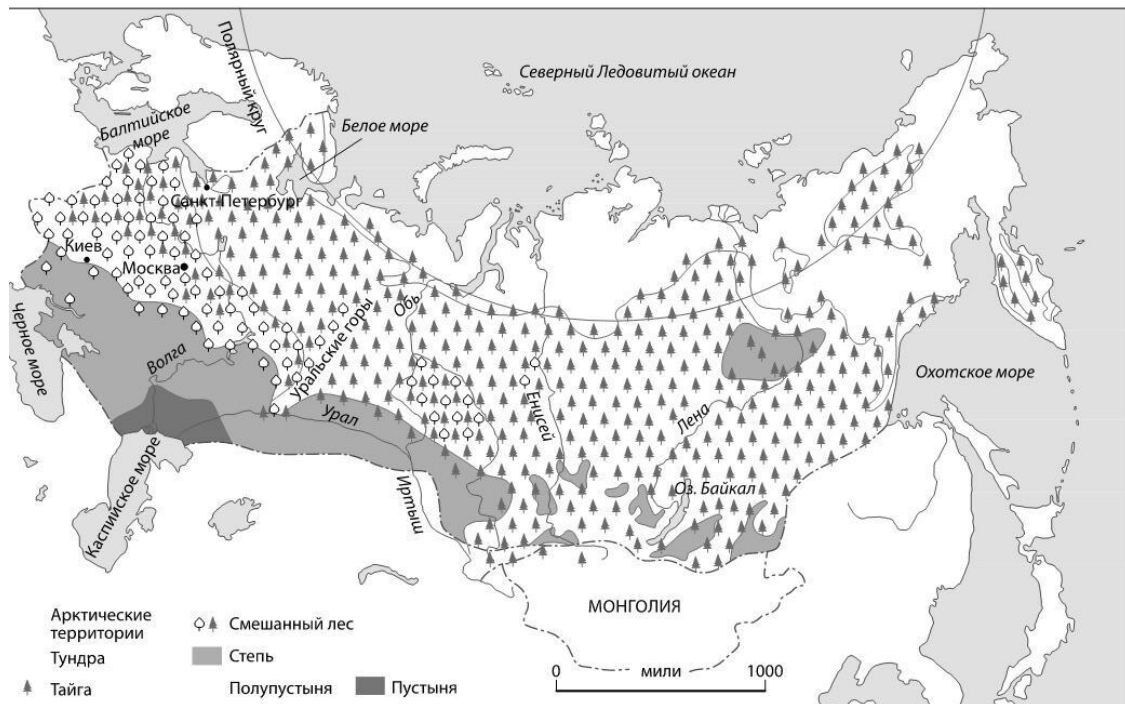 Полярный круг
Северный Ледовитый океан
Балтийское
море
Белое море
Санкт-Петербург
Киев
Москва
Черное море
Волга
Уральские горы
Обь
Урал
Енисей
Лена
Охотское море
Каспийское море
Иртыш
Оз. Байкал
МОНГОЛИЯ
Арктические
территории
Тундра
Тайга
Смешанный лес
Степь
Полупустыня
Пустыня
0 мили 1000